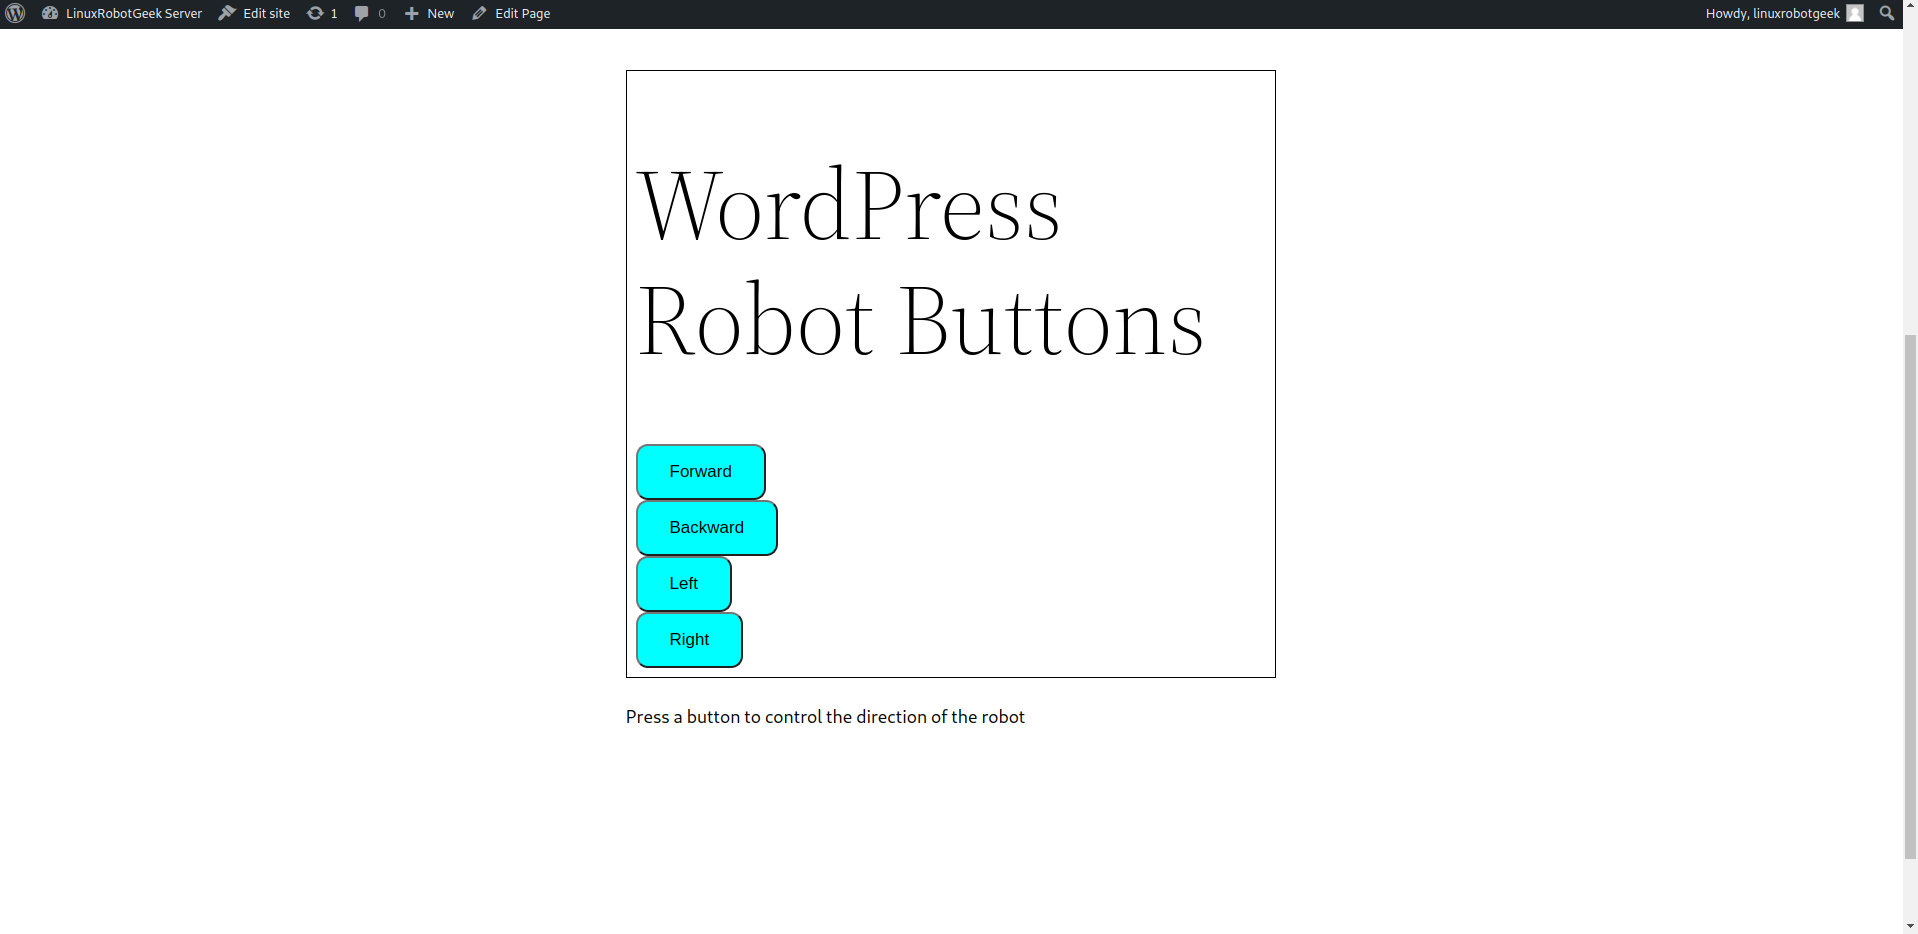 LinuxRobotGeek Server Edit site 1 0 New Edit Page Howdy, linuxrobotgeek
WordPress
Robot Buttons
Forward
Backward
Left
Right
Press a button to control the direction of the robot